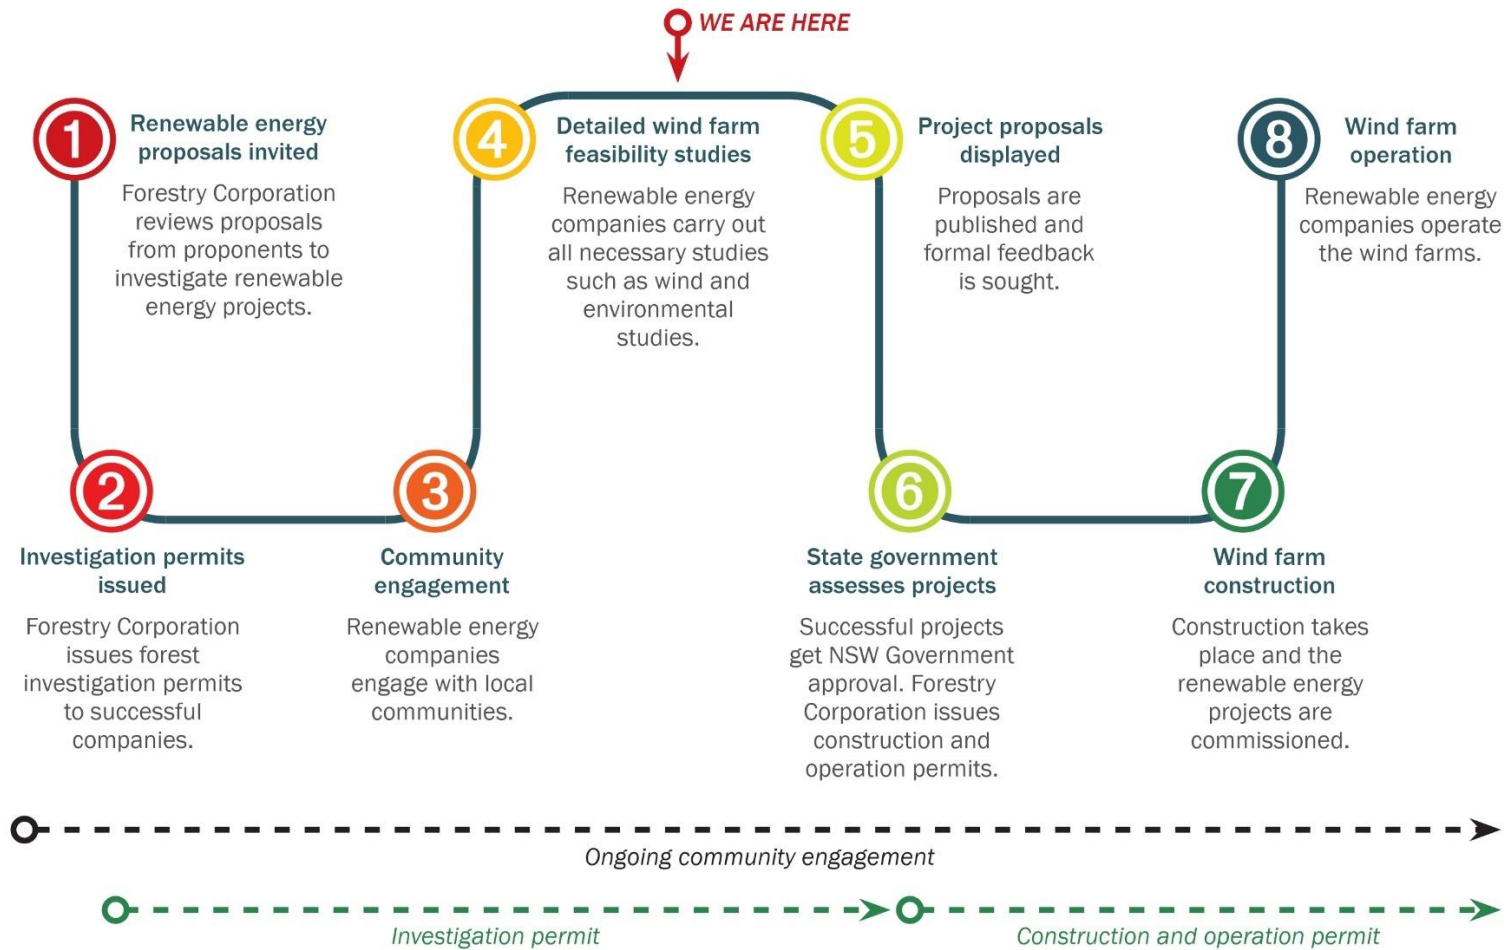 WE ARE HERE
1
Renewable energy
proposals invited
Forestry Corporation
reviews proposals
from proponents to
investigate renewable
energy projects.
2
Investigation permits
issued
Forestry Corporation
issues forest
investigation permits
to successful
companies.
3
Community
engagement
Renewable energy
companies
engage with local
communities.
4
Detailed wind farm
feasibility studies
Renewable energy
companies carry out
all necessary studies
such as wind and
environmental
studies.
5
Project proposals
displayed
Proposals are
published and
formal feedback
is sought.
6
State government
assesses projects
Successful projects
get NSW Government
approval. Forestry
Corporation issues
construction and
operation permits.
7
Wind farm
construction
Construction takes
place and the
renewable energy
projects are
commissioned.
8
Wind farm
operation
Renewable energy
companies operate
the wind farms.
Ongoing community engagement
Investigation permit
Construction and operation permit